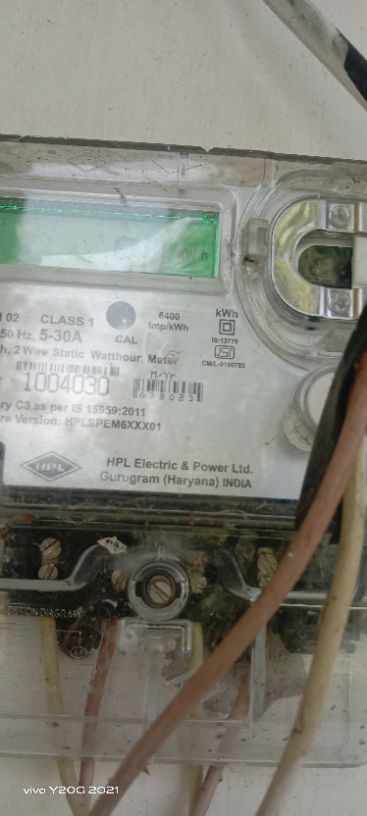 02 CLASS 1 6400 kWh
50 Hz, 5-30A CAL Imp/kWh
IS-13779
h, 2 Wire Static Watthour Meter
CM/L-
1004030 M/Yr
ry C3 as per IS 15959:2011
re Version: HPLSPEM6XXX01
HPL HPL Electric & Power Ltd.
Gurugram (Haryana) INDIA
vivo Y20G 2021